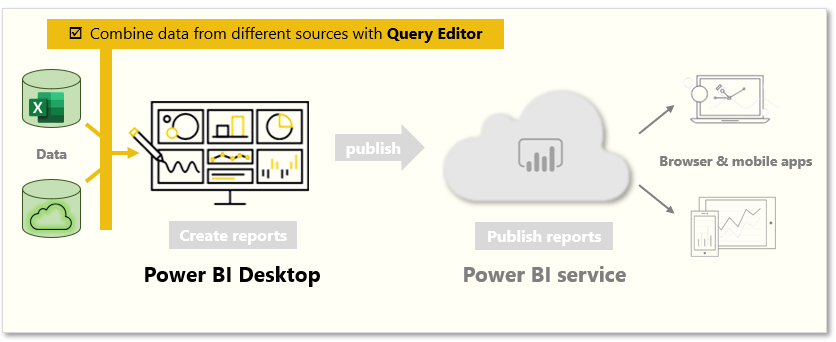 Combine data from different sources with Query Editor
X
Data
publish
Browser & mobile apps
Create reports
Publish reports
Power BI Desktop
Power BI service